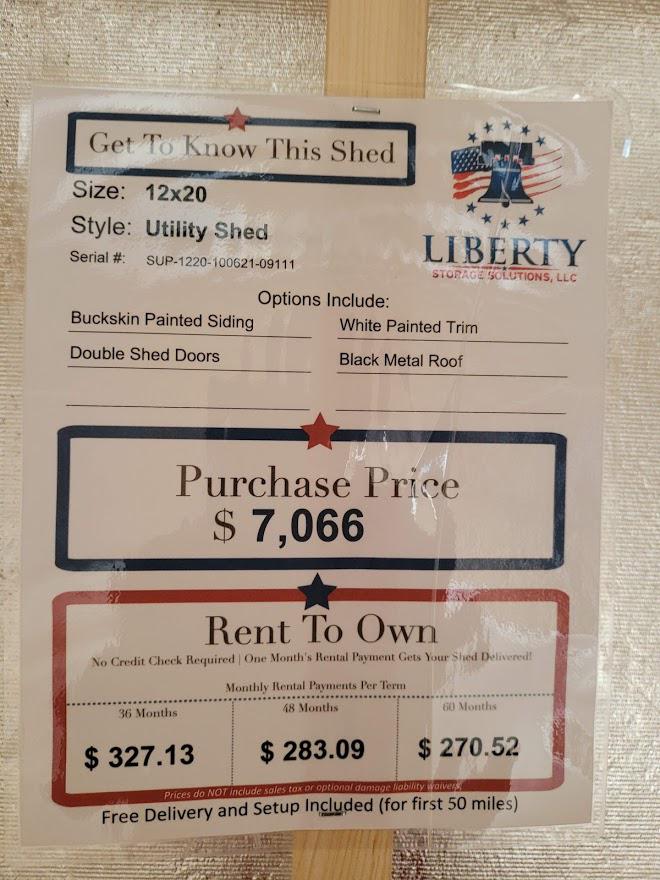 Get To Know This Shed
Size: 12x20
Style: Utility Shed
Serial #: SUP-1220-100621-09111
LIBERTY
STORAGE SOLUTIONS, LLC
Options Include:
Buckskin Painted Siding White Painted Trim
Double Shed Doors Black Metal Roof
Purchase Price
$ 7,066
Rent To Own
No Credit Check Required | One Month's Rental Payment Gets Your Shed Delivered!
Monthly Rental Payments Per Term
36 Months 48 Months 60 Months
$ 327.13 $ 283.09 $ 270.52
Prices do NOT include sales tax or optional damage liability waivers.
Free Delivery and Setup Included (for first 50 miles)